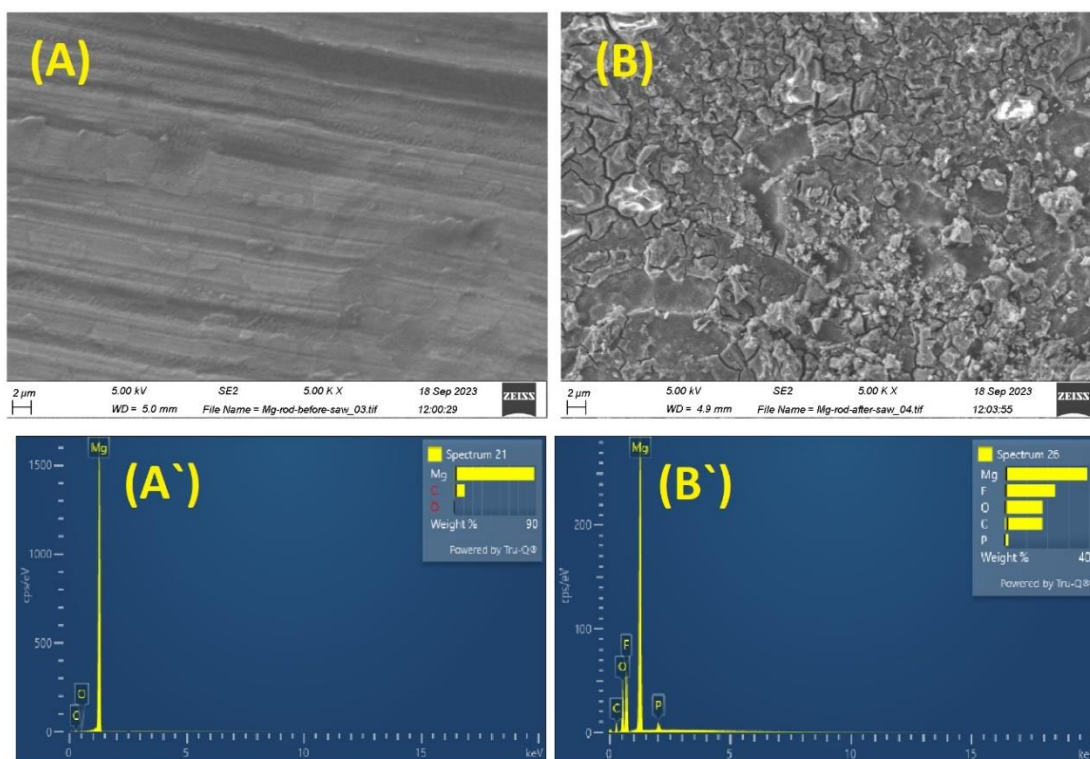 (A)
2 µm
5.00 kV SE2 5.00 K X 18 Sep 2023
WD = 5.0 mm File Name = Mg-rod-before-saw_03.tif 12:00:29
ZEISS
(B)
2 µm
5.00 kV SE2 5.00 K X 18 Sep 2023
WD = 4.9 mm File Name = Mg-rod-after-saw_04.tif 12:03:55
ZEISS
(A`)
Mg
O
C
cps/eV
1500
1000
500
0
0 5 10 15 keV
Spectrum 21
Mg
C
O
Weight % 90
Powered by Tru-Q®
(B`)
Mg
F
O
C
P
cps/eV
200
100
0
0 5 10 15
Spectrum 26
Mg
F
O
C
P
Weight % 40
Powered by Tru-Q®